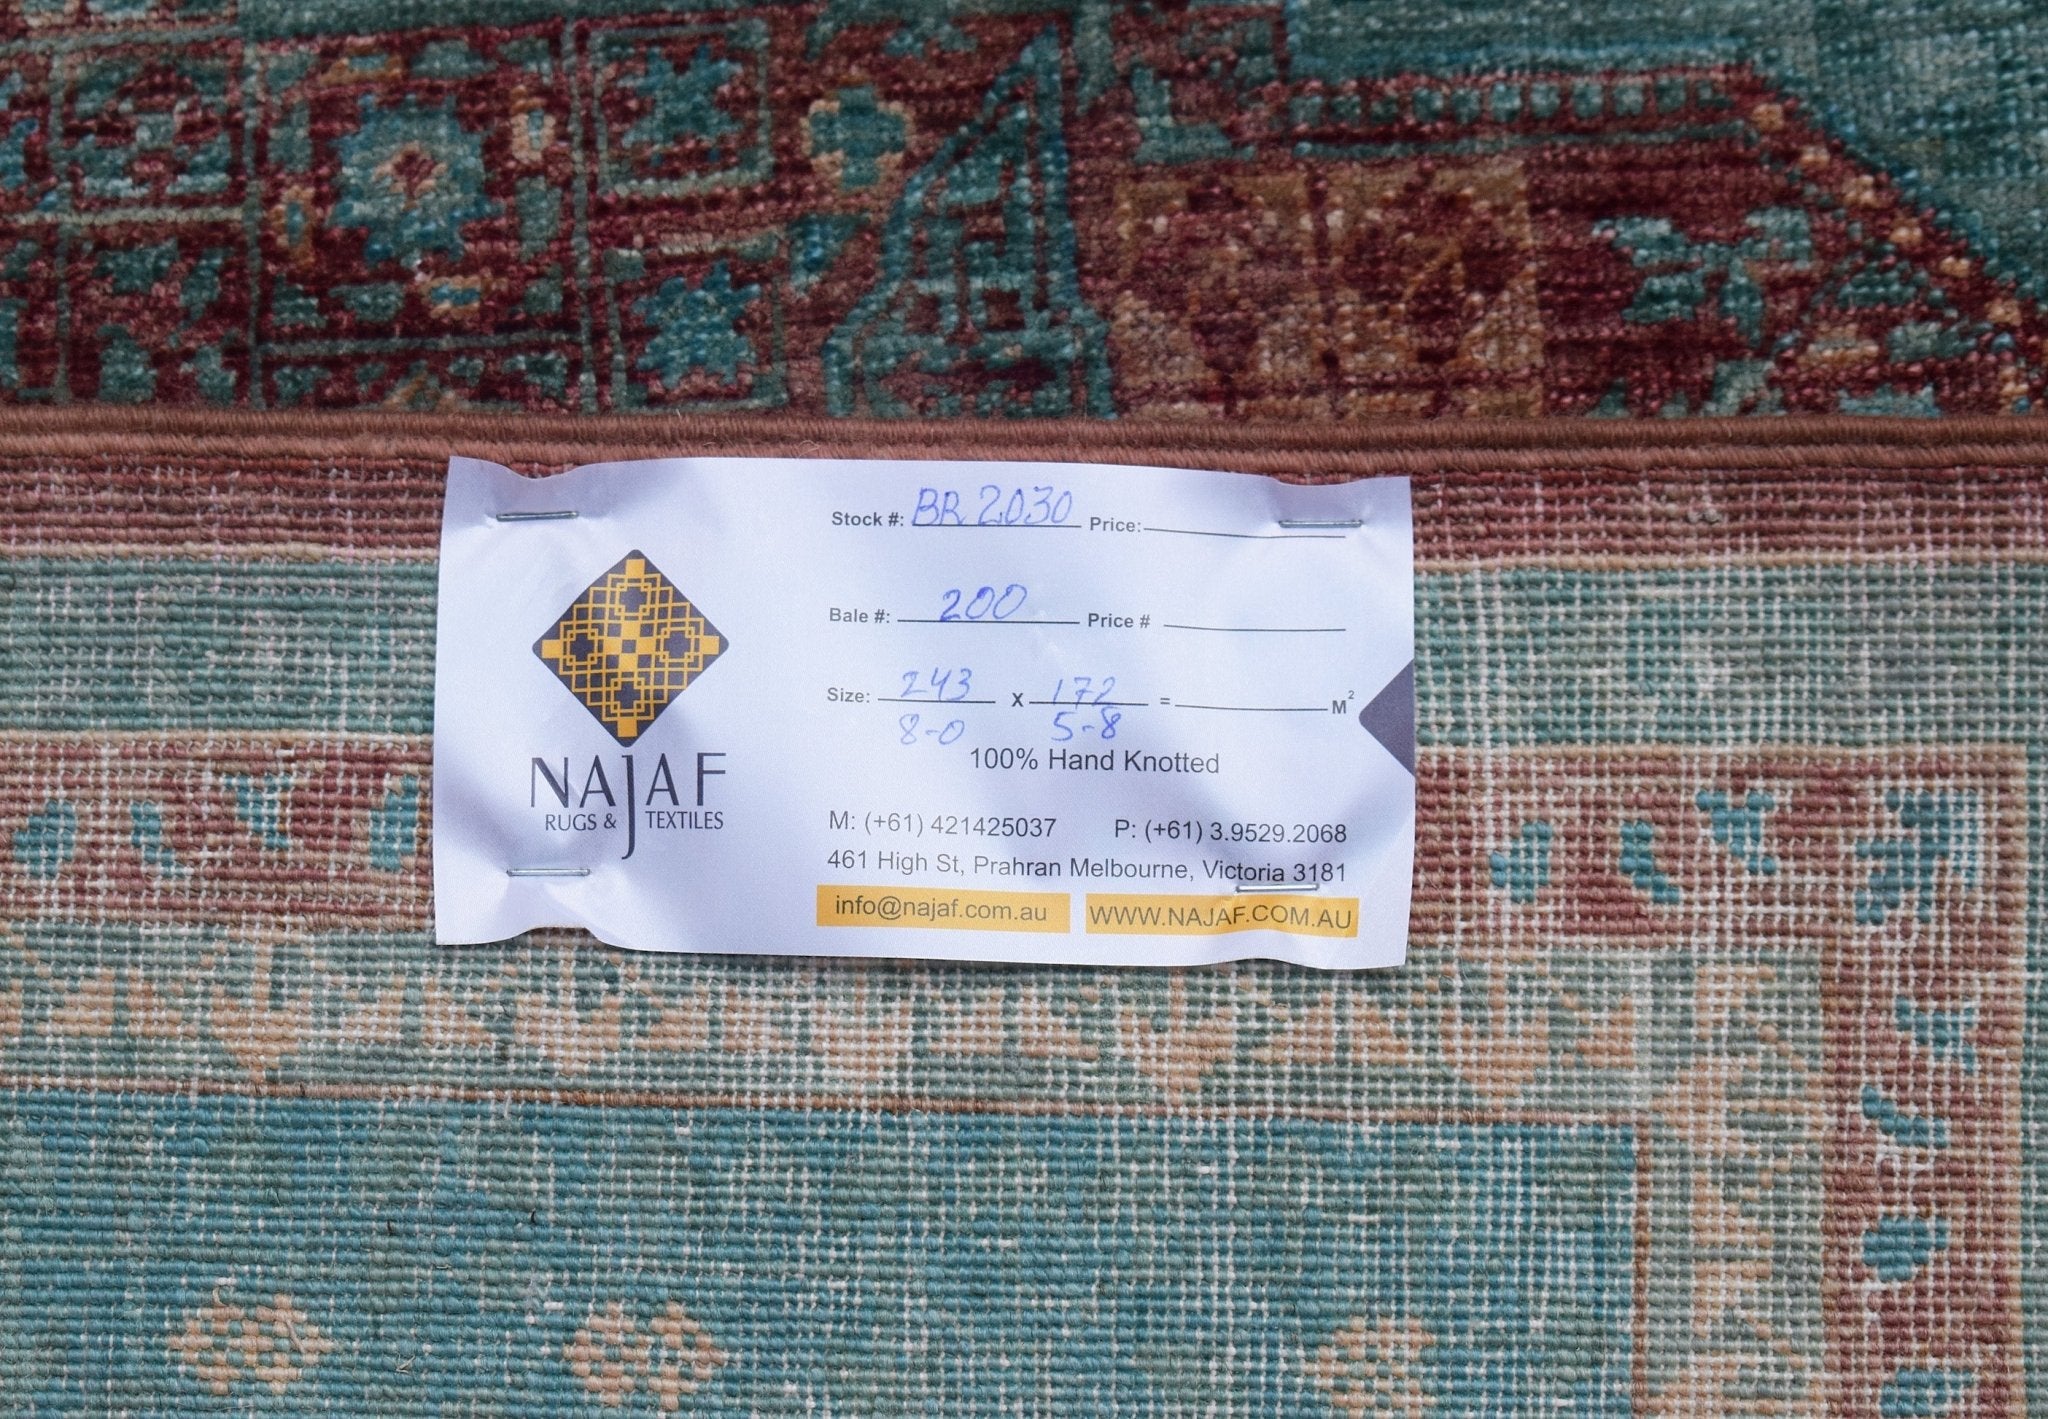 NAJAF
RUGS & TEXTILES
Stock #: BR 2030 Price:
Bale #: 200 Price #
Size: 243 X 172 = M²
8-0 5-8
100% Hand Knotted
M: (+61) 421425037 P: (+61) 3.9529.2068
461 High St, Prahran Melbourne, Victoria 3181
info@najaf.com.au WWW.NAJAF.COM.AU